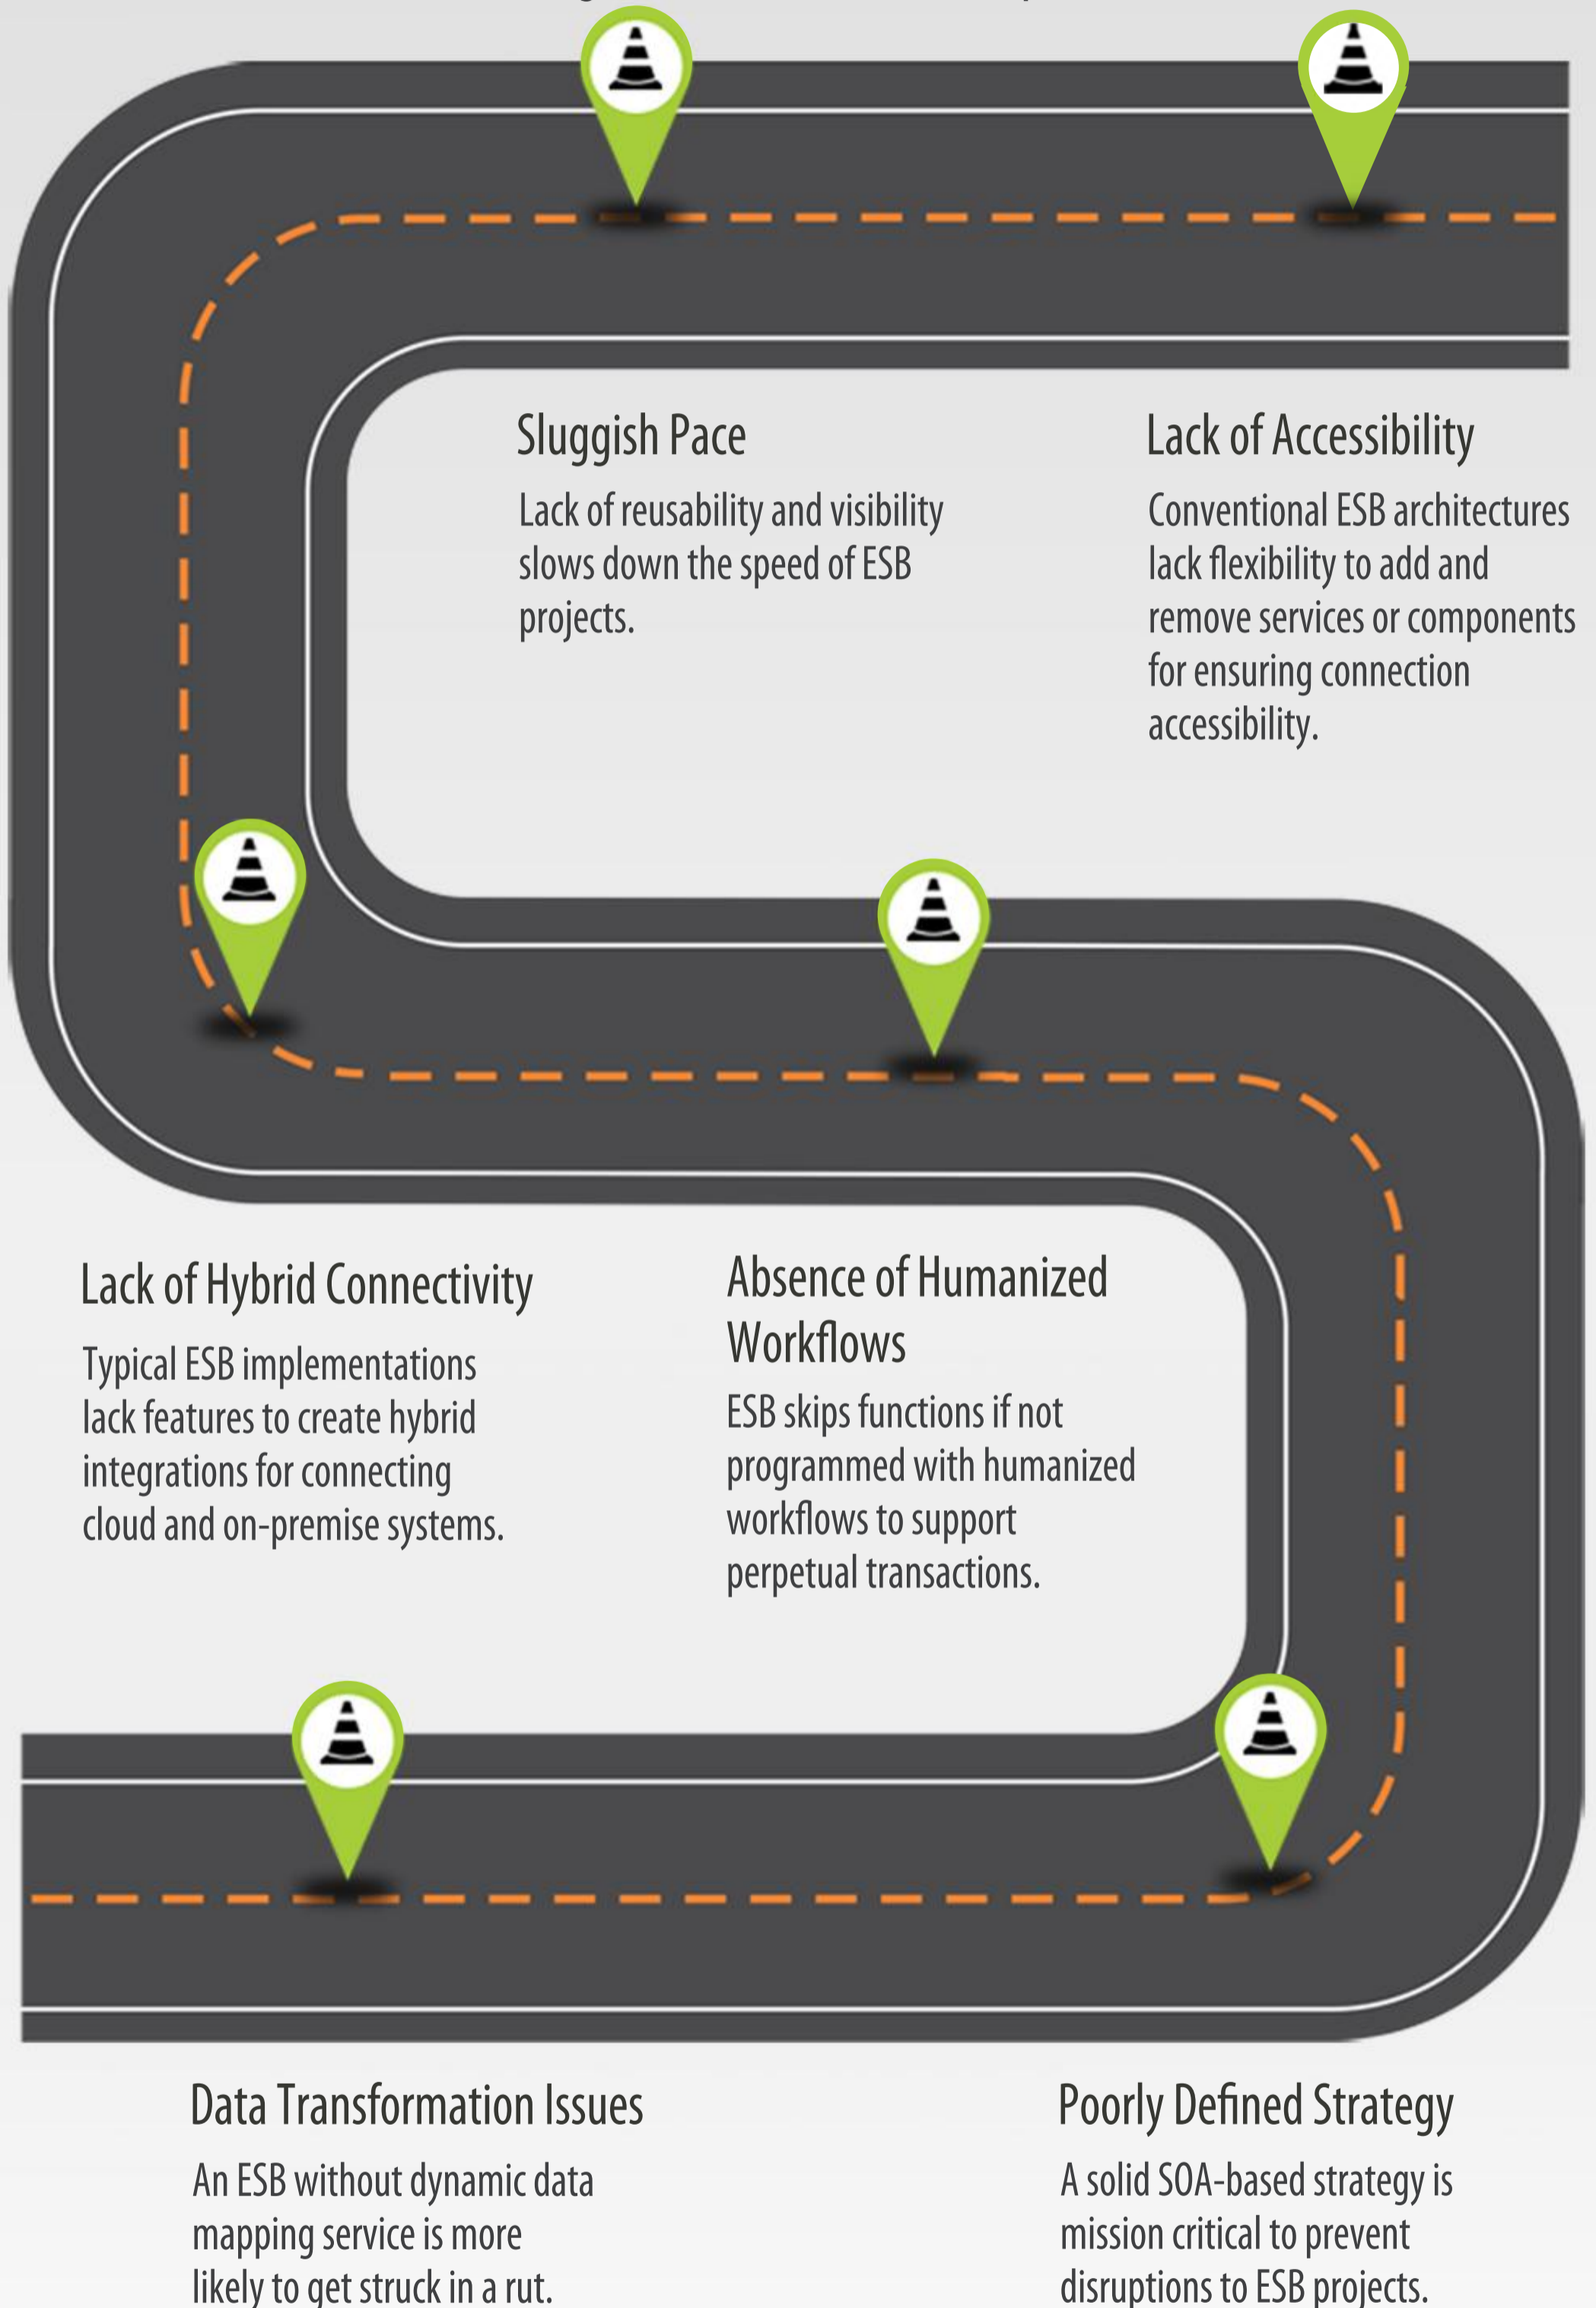 Sluggish Pace
Lack of reusability and visibility
slows down the speed of ESB
projects.
Lack of Accessibility
Conventional ESB architectures
lack flexibility to add and
remove services or components
for ensuring connection
accessibility.
Lack of Hybrid Connectivity
Typical ESB implementations
lack features to create hybrid
integrations for connecting
cloud and on-premise systems.
Absence of Humanized
Workflows
ESB skips functions if not
programmed with humanized
workflows to support
perpetual transactions.
Data Transformation Issues
An ESB without dynamic data
mapping service is more
likely to get struck in a rut.
Poorly Defined Strategy
A solid SOA-based strategy is
mission critical to prevent
disruptions to ESB projects.